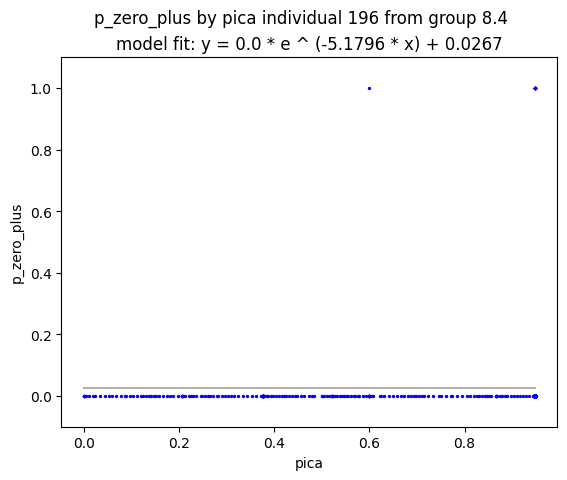 p_zero_plus by pica individual 196 from group 8.4
model fit: y = 0.0 * e ^ (-5.1796 * x) + 0.0267
1.0
0.8
0.6
0.4
0.2
0.0
p_zero_plus
0.0 0.2 0.4 0.6 0.8
pica